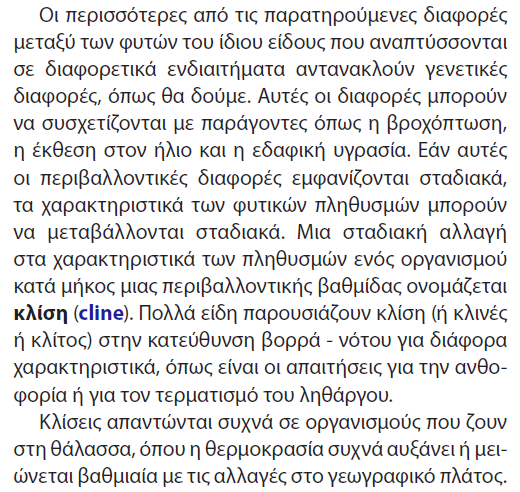 Οι περισσότερες από τις παρατηρούμενες διαφορές
μεταξύ των φυτών του ίδιου είδους που αναπτύσσονται
σε διαφορετικά ενδιαιτήματα αντανακλούν γενετικές
διαφορές, όπως θα δούμε. Αυτές οι διαφορές μπορούν
να συσχετίζονται με παράγοντες όπως η βροχόπτωση,
η έκθεση στον ήλιο και η εδαφική υγρασία. Εάν αυτές
οι περιβαλλοντικές διαφορές εμφανίζονται σταδιακά,
τα χαρακτηριστικά των φυτικών πληθυσμών μπορούν
να μεταβάλλονται σταδιακά. Μια σταδιακή αλλαγή
στα χαρακτηριστικά των πληθυσμών ενός οργανισμού
κατά μήκος μιας περιβαλλοντικής βαθμίδας ονομάζεται
κλίση (cline). Πολλά είδη παρουσιάζουν κλίση (ή κλινές
ή κλίτος) στην κατεύθυνση βορρά - νότου για διάφορα
χαρακτηριστικά, όπως είναι οι απαιτήσεις για την ανθο-
φορία ή για τον τερματισμό του ληθάργου.
Κλίσεις απαντώνται συχνά σε οργανισμούς που ζουν
στη θάλασσα, όπου η θερμοκρασία συχνά αυξάνει ή μει-
ώνεται βαθμιαία με τις αλλαγές στο γεωγραφικό πλάτος.